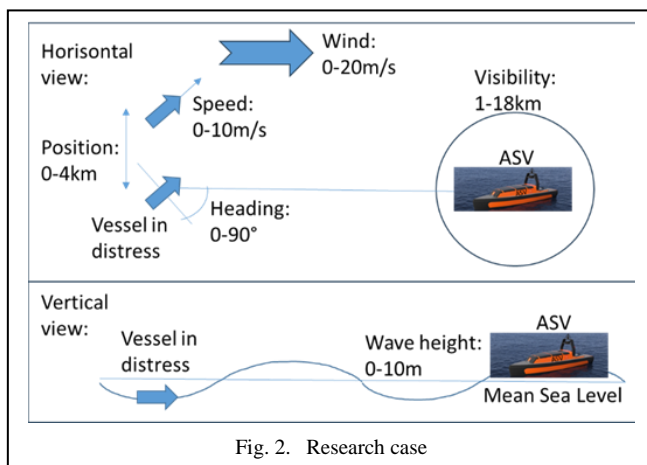 Horisontal
view:
Wind:
0-20m/s
Speed:
0-10m/s
Visibility:
1-18km
Position:
0-4km
ASV
Heading:
0-90°
Vessel in
distress
Vertical
view:
Vessel in
distress
Wave height:
0-10m
ASV
Mean Sea Level
Fig. 2. Research case